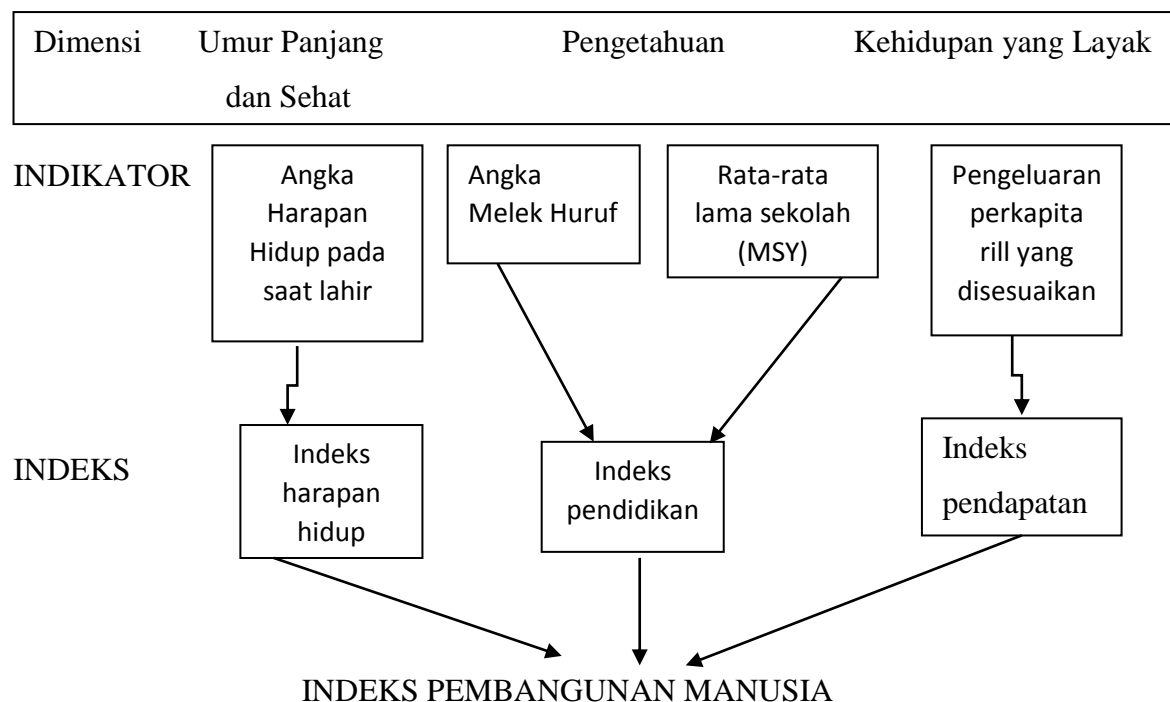 Dimensi Umur Panjang Pengetahuan Kehidupan yang Layak
dan Sehat
INDIKATOR
Angka
Harapan
Hidup pada
saat lahir
Angka
Melek Huruf
Rata-rata
lama sekolah
(MSY)
Pengeluaran
perkapita
rill yang
disesuaikan
INDEKS
Indeks
harapan
hidup
Indeks
pendidikan
Indeks
pendapatan
INDEKS PEMBANGUNAN MANUSIA